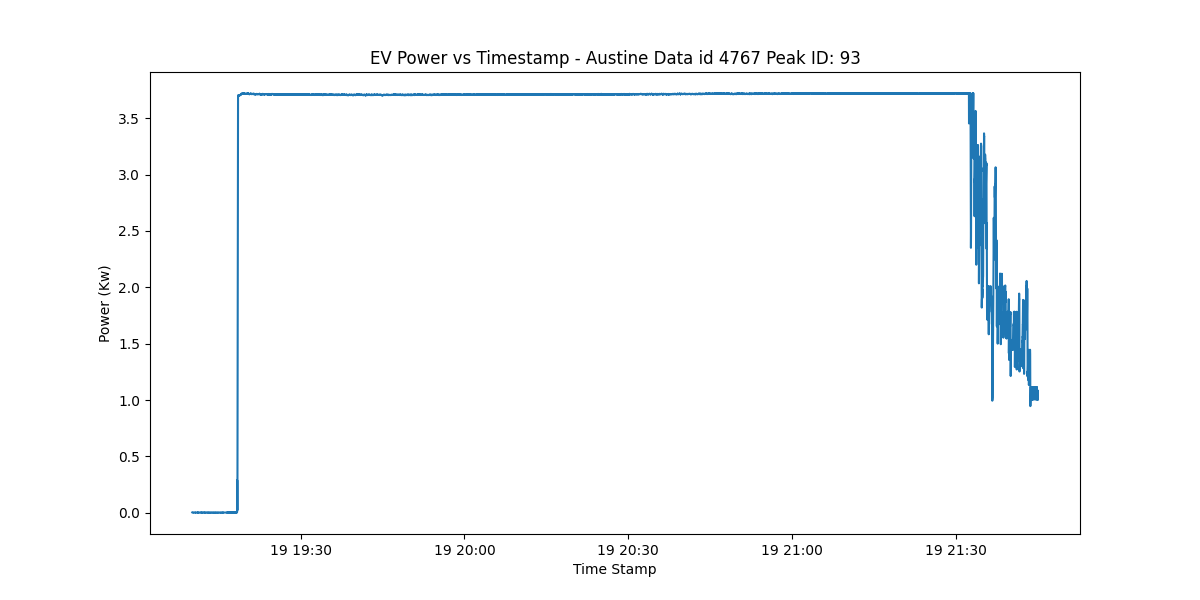 EV Power vs Timestamp - Austine Data id 4767 Peak ID: 93
Power (Kw)
3.5
3.0
2.5
2.0
1.5
1.0
0.5
0.0
19 19:30 19 20:00 19 20:30 19 21:00 19 21:30
Time Stamp